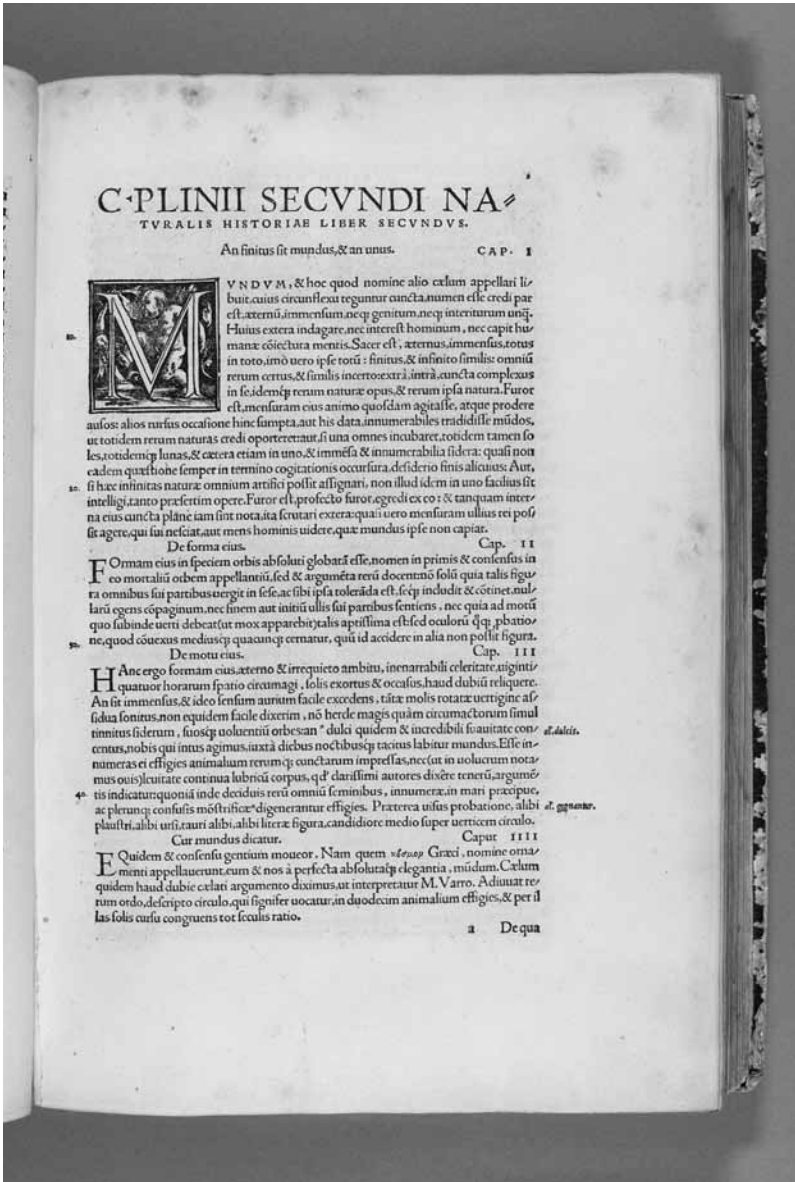 C·PLINII SECVNDI NA⸗
TVRALIS HISTORIAE LIBER SECVNDVS.
An finitus sit mundus,& an unus. CAP. I
MVNDVM, & hoc quod nomine alio cælum appellari li⸗
buit,cuius circunflexu teguntur cuncta,numen esse credi par
est,æternũ,immensum,neq; genitum,neq; interiturum unq̃.
Huius extera indagare,nec interest hominum, nec capit hu⸗
10.
manæ cõiectura mentis.Sacer est, æternus,immensus,totus
in toto,imò uero ipse totũ: finitus,& infinito similis: omniũ
rerum certus,& similis incerto:extrà,intrà,cuncta complexus
in se,idemq; rerum naturæ opus,& rerum ipsa natura.Furor
est,mensuram eius animo quosdam agitasse, atque prodere
ausos: alios rursus occasione hinc sumpta,aut his data,innumerabiles tradidisse mũdos,
ut totidem rerum naturas credi oporteret:aut,si una omnes incubaret,totidem tamen so
les,totidemq; lunas,& cætera etiam in uno,& immẽsa & innumerabilia sidera: quasi non
eadem quæstione semper in termino cogitationis occursura,desiderio finis alicuius: Aut,
20. si hæc infinitas naturæ omnium artifici possit assignari, non illud idem in uno facilius sit
intelligi,tanto præsertim opere.Furor est,profecto furor,egredi ex eo: & tanquam inter⸗
na eius cuncta plane iam sint nota,ita scrutari extera:quasi uero mensuram ullius rei possi
sit agere,qui sui nesciat,aut mens hominis uidere,quæ mundus ipse non capiat.
De forma eius. Cap. II
FOrmam eius in speciem orbis absoluti globatã esse,nomen in primis & consensus in
eo mortaliũ orbem appellantiũ,sed & argumẽta rerũ docent:nõ solũ quia talis figu⸗
ra omnibus sui partibus uergit in sese,ac sibi ipsa tolerãda est,seq; includit & cõtinet,nul⸗
larũ egens cõpaginum,nec finem aut initiũ ullis sui partibus sentiens, nec quia ad motũ
quo subinde uerti debeat(ut mox apparebit)talis aptissima est:sed oculorũ q̃q; pbatio⸗
30. ne,quod cõuexus mediusq; quacunq; cernatur, quũ id accidere in alia non possit figura.
De motu eius. Cap. III
HAnc ergo formam eius,æterno & irrequieto ambitu, inenarrabili celeritate,uiginti⸗
quatuor horarum spatio circumagi, solis exortus & occasus,haud dubiũ reliquere.
An sit immensus,& ideo sensum aurium facile excedens, tãtæ molis rotatæ uertigine as⸗
sidua sonitus,non equidem facile dixerim, nõ hercle magis quàm circumactorum simul
tinnitus siderum, suosq; uoluentiũ orbes:an * dulci quidem & incredibili suauitate con⸗ al. dulcis.
centus,nobis qui intus agimus,iuxtà diebus noctibusq; tacitus labitur mundus.Esse in⸗
numeras ei effigies animalium rerumq; cunctarum impressas,nec(ut in uolucrum nota⸗
mus ouis)leuitate continua lubricũ corpus, qd' clarissimi autores dixêre tenerũ,argumẽ⸗
40. tis indicatur:quoniã inde deciduis rerũ omniũ seminibus, innumeræ,in mari præcipue,
ac plerunq; confusis mõstrificæ*digenerantur effigies. Præterea uisus probatione, alibi al. gignantur.
plaustri,alibi ursi,tauri alibi,alibi literæ figura,candidiore medio super uerticem circulo.
Cur mundus dicatur. Caput IIII
EQuidem & consensu gentium moueor. Nam quem κόσμον Græci, nomine orna⸗
menti appellauerunt,eum & nos à perfecta absolutaq; elegantia, mũdum.Cælum
quidem haud dubie cælati argumento diximus,ut interpretatur M. Varro. Adiuuat re⸗
rum ordo,descripto circulo,qui signifer uocatur,in duodecim animalium effigies,& per il
las solis cursu congruens tot seculis ratio.
a De qua